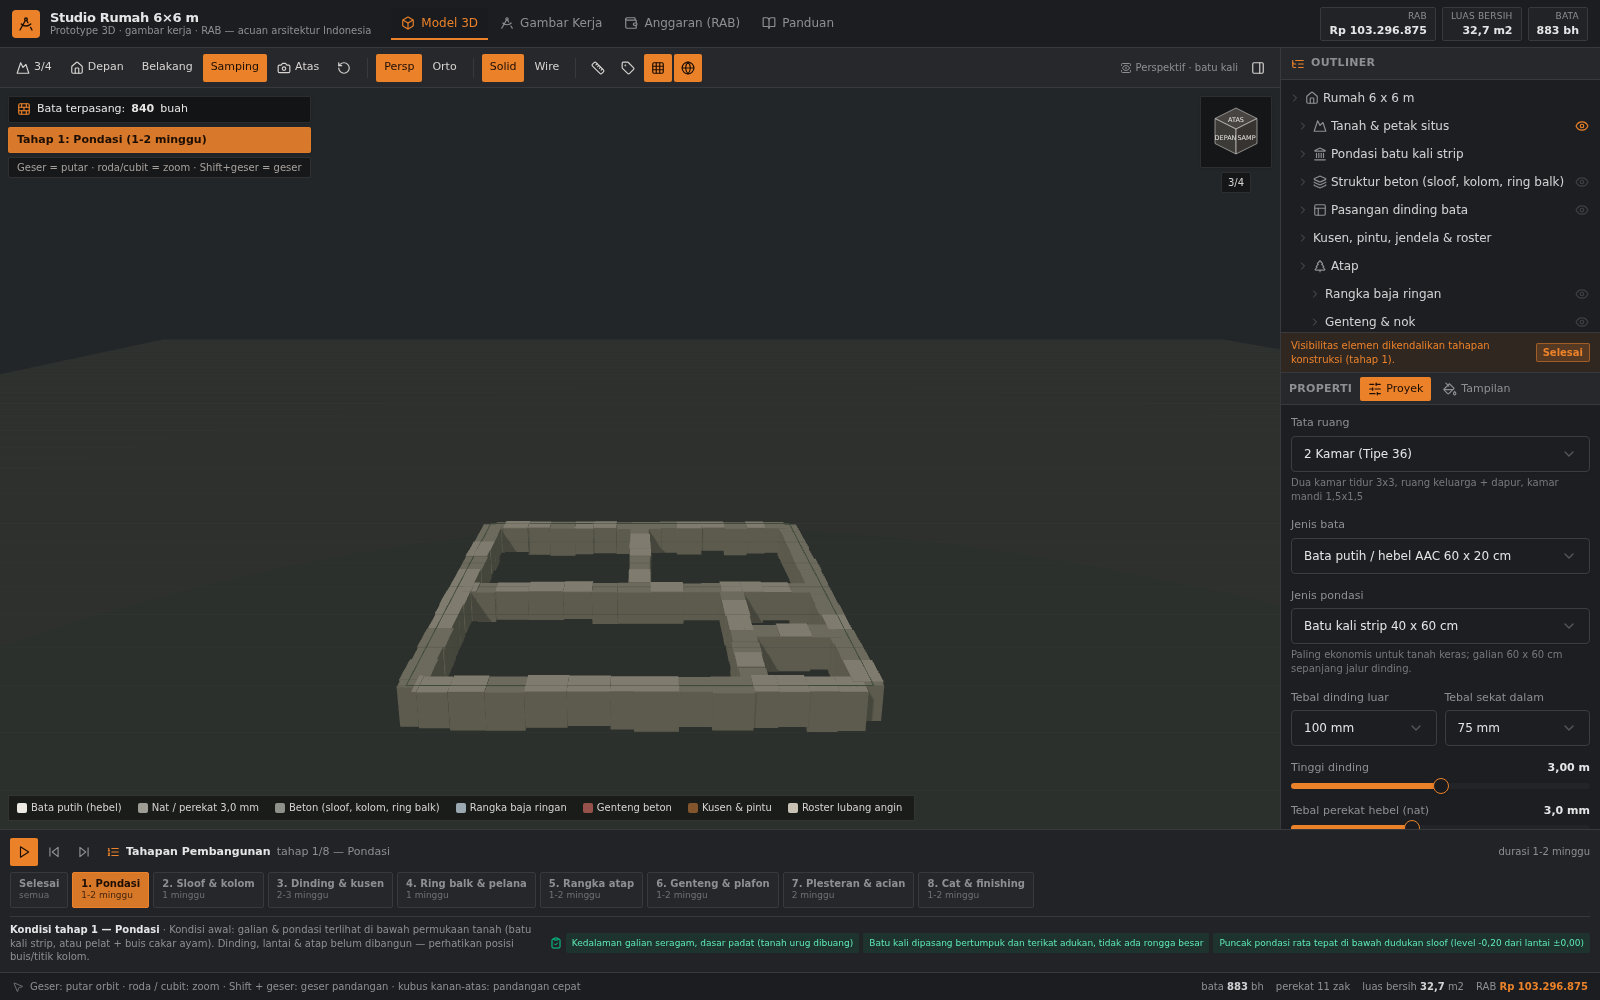 Studio Rumah 6×6 m
Prototype 3D · gambar kerja · RAB — acuan arsitektur Indonesia
Model 3D
Gambar Kerja
Anggaran (RAB)
Panduan
RAB
Rp 103.296.875
LUAS BERSIH
32,7 m2
BATA
883 bh
3/4
Depan
Belakang
Samping
Atas
Persp
Orto
Solid
Wire
Perspektif · batu kali
Bata terpasang: 840 buah
Tahap 1: Pondasi (1-2 minggu)
Geser = putar · roda/cubit = zoom · Shift+geser = geser
ATAS
DEPAN
SAMP
3/4
OUTLINER
Rumah 6 x 6 m
Tanah & petak situs
Pondasi batu kali strip
Struktur beton (sloof, kolom, ring balk)
Pasangan dinding bata
Kusen, pintu, jendela & roster
Atap
Rangka baja ringan
Genteng & nok
Visibilitas elemen dikendalikan tahapan
konstruksi (tahap 1).
Selesai
PROPERTI
Proyek
Tampilan
Tata ruang
2 Kamar (Tipe 36)
Dua kamar tidur 3x3, ruang keluarga + dapur, kamar
mandi 1,5x1,5
Jenis bata
Bata putih / hebel AAC 60 x 20 cm
Jenis pondasi
Batu kali strip 40 x 60 cm
Paling ekonomis untuk tanah keras; galian 60 x 60 cm
sepanjang jalur dinding.
Tebal dinding luar
Tebal sekat dalam
100 mm
75 mm
Tinggi dinding
3,00 m
Tebal perekat hebel (nat)
3,0 mm
Bata putih (hebel)
Nat / perekat 3,0 mm
Beton (sloof, kolom, ring balk)
Rangka baja ringan
Genteng beton
Kusen & pintu
Roster lubang angin
Tahapan Pembangunan
tahap 1/8 — Pondasi
durasi 1-2 minggu
Selesai
semua
1. Pondasi
1-2 minggu
2. Sloof & kolom
1 minggu
3. Dinding & kusen
2-3 minggu
4. Ring balk & pelana
1 minggu
5. Rangka atap
1-2 minggu
6. Genteng & plafon
1-2 minggu
7. Plesteran & acian
2 minggu
8. Cat & finishing
1-2 minggu
Kondisi tahap 1 — Pondasi · Kondisi awal: galian & pondasi terlihat di bawah permukaan tanah (batu
kali strip, atau pelat + buis cakar ayam). Dinding, lantai & atap belum dibangun — perhatikan posisi
buis/titik kolom.
Kedalaman galian seragam, dasar padat (tanah urug dibuang)
Batu kali dipasang bertumpuk dan terikat adukan, tidak ada rongga besar
Puncak pondasi rata tepat di bawah dudukan sloof (level -0,20 dari lantai ±0,00)
Geser: putar orbit · roda / cubit: zoom · Shift + geser: geser pandangan · kubus kanan-atas: pandangan cepat
bata 883 bh
perekat 11 zak
luas bersih 32,7 m2
RAB Rp 103.296.875